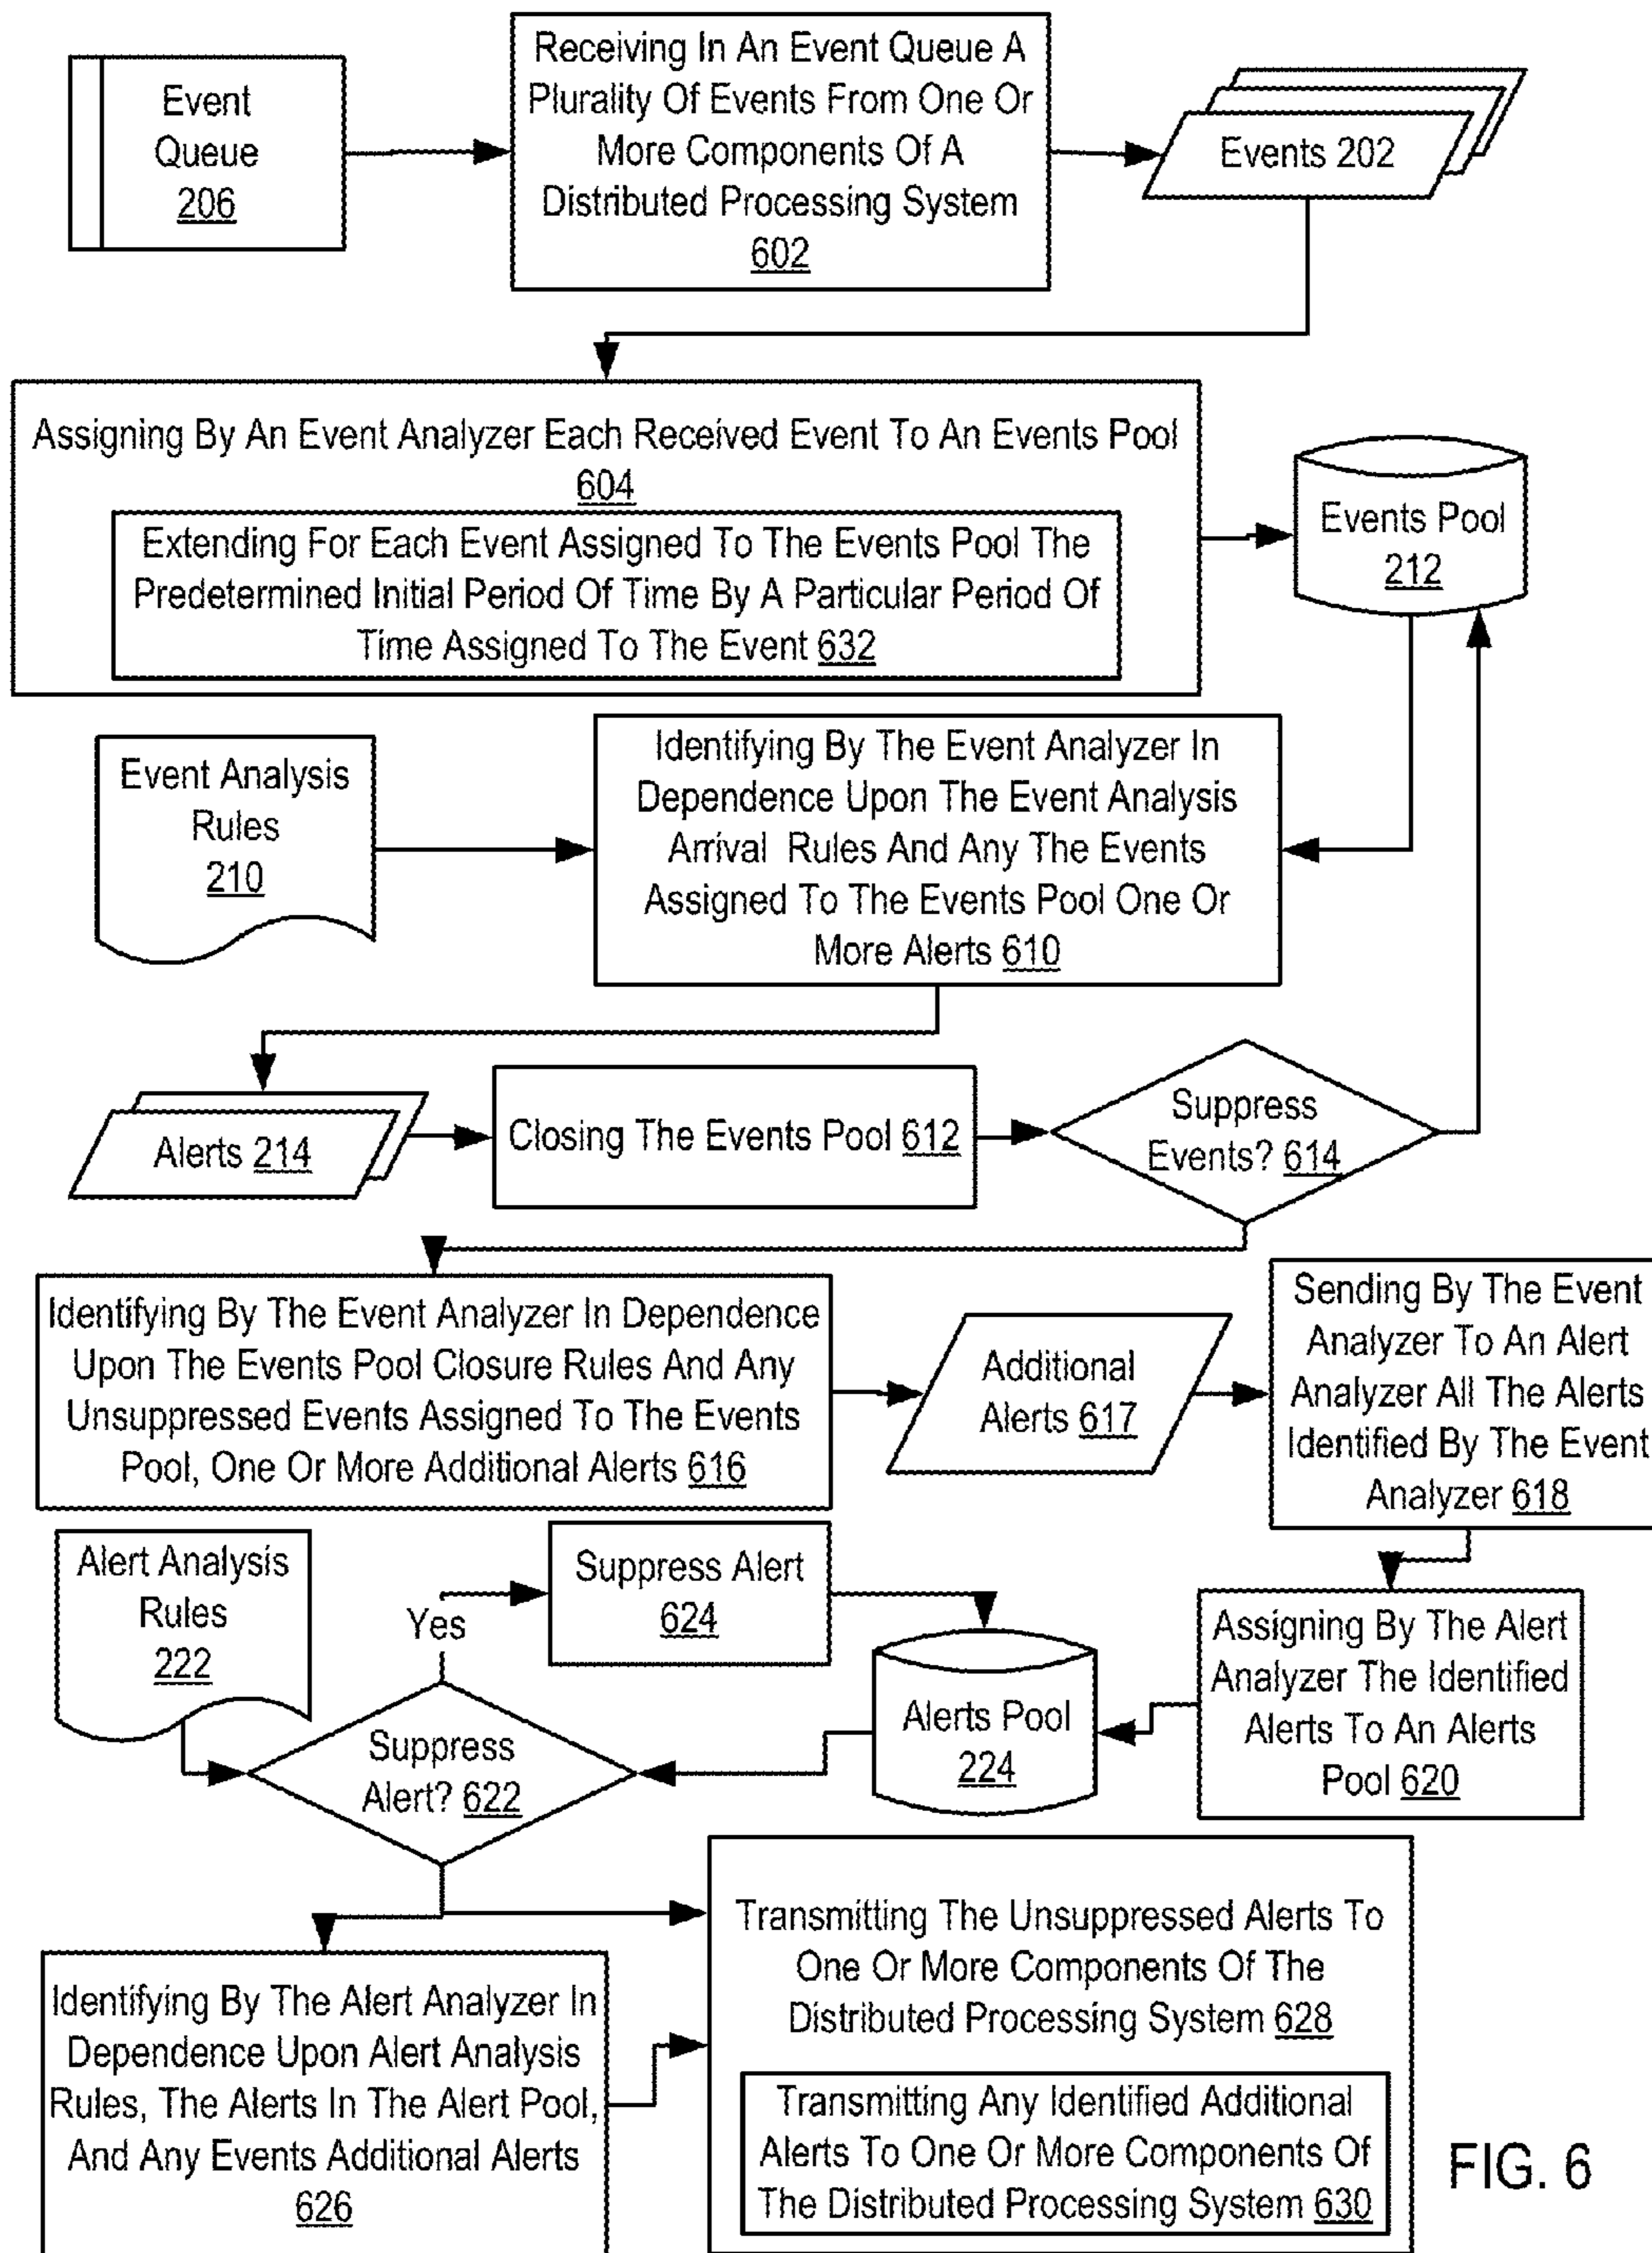 Event
Queue
206
Receiving In An Event Queue A
Plurality Of Events From One Or
More Components Of A
Distributed Processing System
602
Events 202
Assigning By An Event Analyzer Each Received Event To An Events Pool
604
Extending For Each Event Assigned To The Events Pool The
Predetermined Initial Period Of Time By A Particular Period Of
Time Assigned To The Event 632
Events Pool
212
Event Analysis
Rules
210
Identifying By The Event Analyzer In
Dependence Upon The Event Analysis
Arrival Rules And Any The Events
Assigned To The Events Pool One Or
More Alerts 610
Alerts 214
Closing The Events Pool 612
Suppress
Events? 614
Identifying By The Event Analyzer In Dependence
Upon The Events Pool Closure Rules And Any
Unsuppressed Events Assigned To The Events
Pool, One Or More Additional Alerts 616
Additional
Alerts 617
Sending By The Event
Analyzer To An Alert
Analyzer All The Alerts
Identified By The Event
Analyzer 618
Alert Analysis
Rules
222
Yes
Suppress Alert
624
Alerts Pool
224
Assigning By The Alert
Analyzer The Identified
Alerts To An Alerts
Pool 620
Suppress
Alert? 622
Identifying By The Alert Analyzer In
Dependence Upon Alert Analysis
Rules, The Alerts In The Alert Pool,
And Any Events Additional Alerts
626
Transmitting The Unsuppressed Alerts To
One Or More Components Of The
Distributed Processing System 628
Transmitting Any Identified Additional
Alerts To One Or More Components Of
The Distributed Processing System 630
FIG. 6